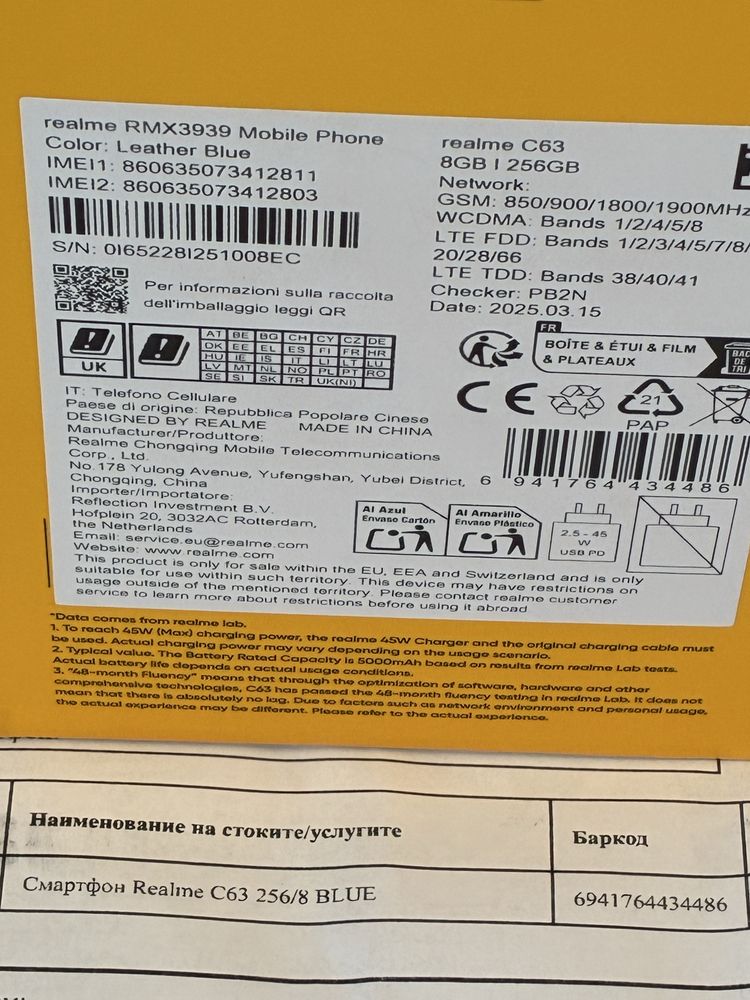 realme RMX3939 Mobile Phone
Color: Leather Blue
IMEI1: 860635073412811
IMEI2: 860635073412803
S/N: 0I65228I251008EC
Per informazioni sulla raccolta
dell'imballaggio leggi QR
UK
AT BE BG CH CY CZ DE
DK EE EL ES FI FR HR
HU IE IS IT LI LT LU
LV MT NL NO PL PT RO
SE SI SK TR UK(NI)
IT: Telefono Cellulare
Paese di origine: Repubblica Popolare Cinese
DESIGNED BY REALME MADE IN CHINA
Manufacturer/Produttore:
Realme Chongqing Mobile Telecommunications
Corp., Ltd.
No.178 Yulong Avenue, Yufengshan, Yubei District,
Chongqing, China
Importer/Importatore:
Reflection Investment B.V.
Hofplein 20, 3032AC Rotterdam,
the Netherlands
Email: service.eu@realme.com
Website: www.realme.com
This product is only for sale within the EU, EEA and Switzerland and is only
suitable for use within such territory. This device may have restrictions on
usage outside of the mentioned territory. Please contact realme customer
service to learn more about restrictions before using it abroad
realme C63
8GB | 256GB
Network:
GSM: 850/900/1800/1900MHz
WCDMA: Bands 1/2/4/5/8
LTE FDD: Bands 1/2/3/4/5/7/8/
20/28/66
LTE TDD: Bands 38/40/41
Checker: PB2N
Date: 2025.03.15
FR
BOÎTE & ÉTUI & FILM
& PLATEAUX
BAC
DE
TRI
CE
21
PAP
6 941764 434486
Al Azul
Envase Cartón
Al Amarillo
Envase Plástico
2.5 - 45
W
USB PD
*Data comes from realme lab.
1. To reach 45W (Max) charging power, the realme 45W Charger and the original charging cable must
be used. Actual charging power may vary depending on the usage scenario.
2. Typical value. The Battery Rated Capacity is 5000mAh based on results from realme Lab tests.
Actual battery life depends on actual usage conditions.
3. "48-month Fluency" means that through the optimization of software, hardware and other
comprehensive technologies, C63 has passed the 48-month fluency testing in realme Lab. It does not
mean that there is absolutely no lag. Due to factors such as network environment and personal usage,
the actual experience may be different. Please refer to the actual experience.
Наименование на стоките/услугите
Баркод
Смартфон Realme C63 256/8 BLUE
6941764434486